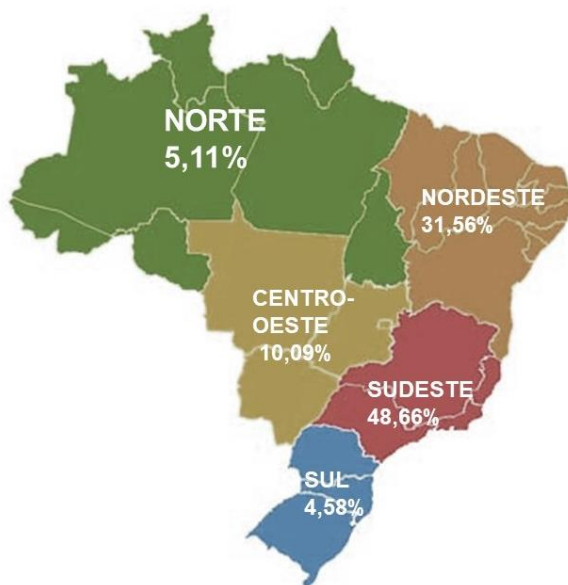 NORTE
5,11%
NORDESTE
31,56%
CENTRO-
OESTE
10,09%
SUDESTE
48,66%
SUL
4,58%